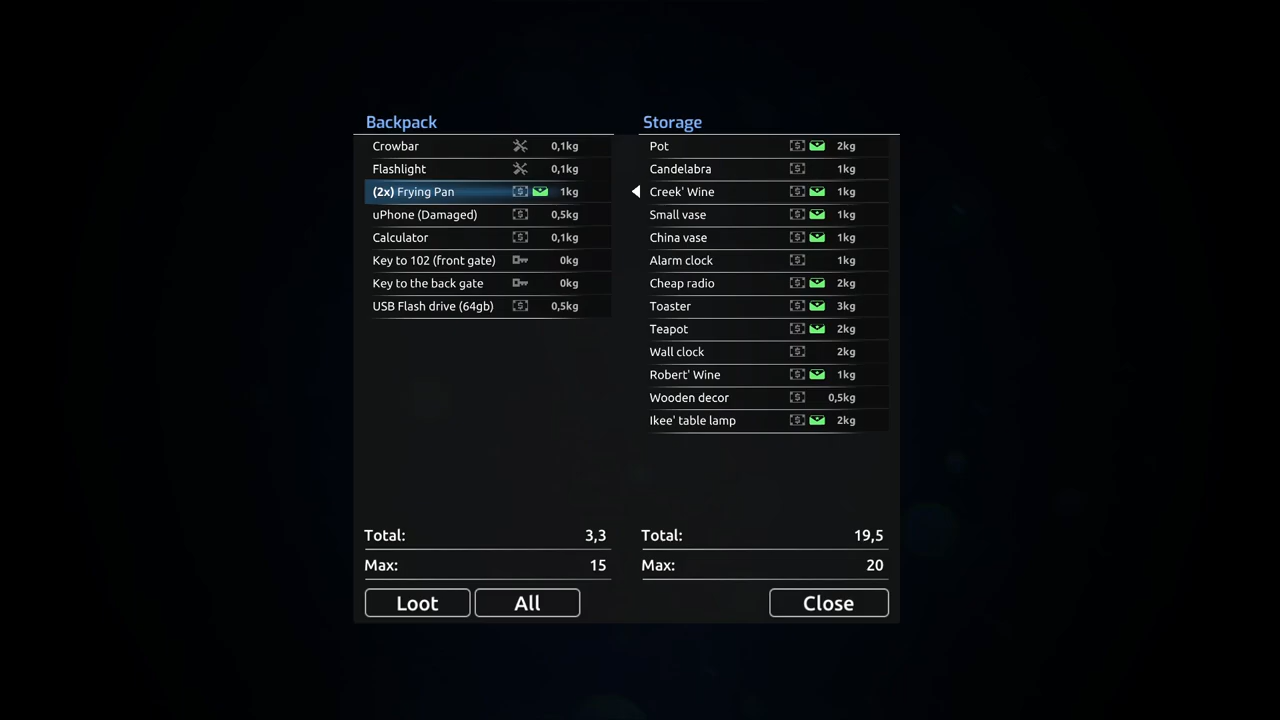 Backpack
Crowbar 0,1kg
Flashlight 0,1kg
(2x) Frying Pan 1kg
uPhone (Damaged) 0,5kg
Calculator 0,1kg
Key to 102 (front gate) 0kg
Key to the back gate 0kg
USB Flash drive (64gb) 0,5kg
Total: 3,3
Max: 15
Loot All
Storage
Pot 2kg
Candelabra 1kg
Creek' Wine 1kg
Small vase 1kg
China vase 1kg
Alarm clock 1kg
Cheap radio 2kg
Toaster 3kg
Teapot 2kg
Wall clock 2kg
Robert' Wine 1kg
Wooden decor 0,5kg
Ikee' table lamp 2kg
Total: 19,5
Max: 20
Close